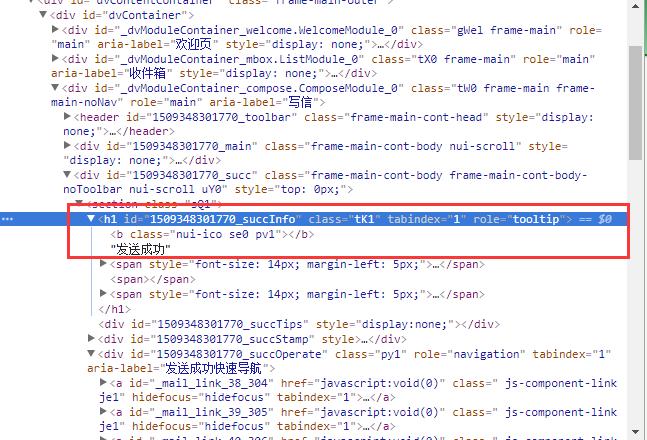 <div id="dvContainer">
<div id="_dvModuleContainer_welcome.WelcomeModule_0" class="gWel frame-main" role=
"main" aria-label="欢迎页" style="display: none;">…</div>
<div id="_dvModuleContainer_mbox.ListModule_0" class="tX0 frame-main" role="main"
aria-label="收件箱" style="display: none;">…</div>
<div id="_dvModuleContainer_compose.ComposeModule_0" class="tW0 frame-main frame-
main-noNav" role="main" aria-label="写信">
<header id="1509348301770_toolbar" class="frame-main-cont-head" style="display:
none;">…</header>
<div id="1509348301770_main" class="frame-main-cont-body nui-scroll" style=
"display: none;">…</div>
<div id="1509348301770_succ" class="frame-main-cont-body frame-main-cont-body-
noToolbar nui-scroll uY0" style="top: 0px;">
<section class="sQ1">
… <h1 id="1509348301770_succInfo" class="tK1" tabindex="1" role="tooltip"> == $0
<b class="nui-ico se0 pv1"></b>
"发送成功"
<span style="font-size: 14px; margin-left: 5px;">…</span>
<span></span>
<span style="font-size: 14px; margin-left: 5px;">…</span>
</h1>
<div id="1509348301770_succTips" style="display:none;"></div>
<div id="1509348301770_succStamp" style>…</div>
<div id="1509348301770_succOperate" class="py1" role="navigation" tabindex="1"
aria-label="发送成功快速导航">
<a id="_mail_link_38_304" href="javascript:void(0)" class=" js-component-link
je1" hidefocus="hidefocus" tabindex="1">…</a>
<a id="_mail_link_39_305" href="javascript:void(0)" class=" js-component-link
je1" hidefocus="hidefocus" tabindex="1">…</a>